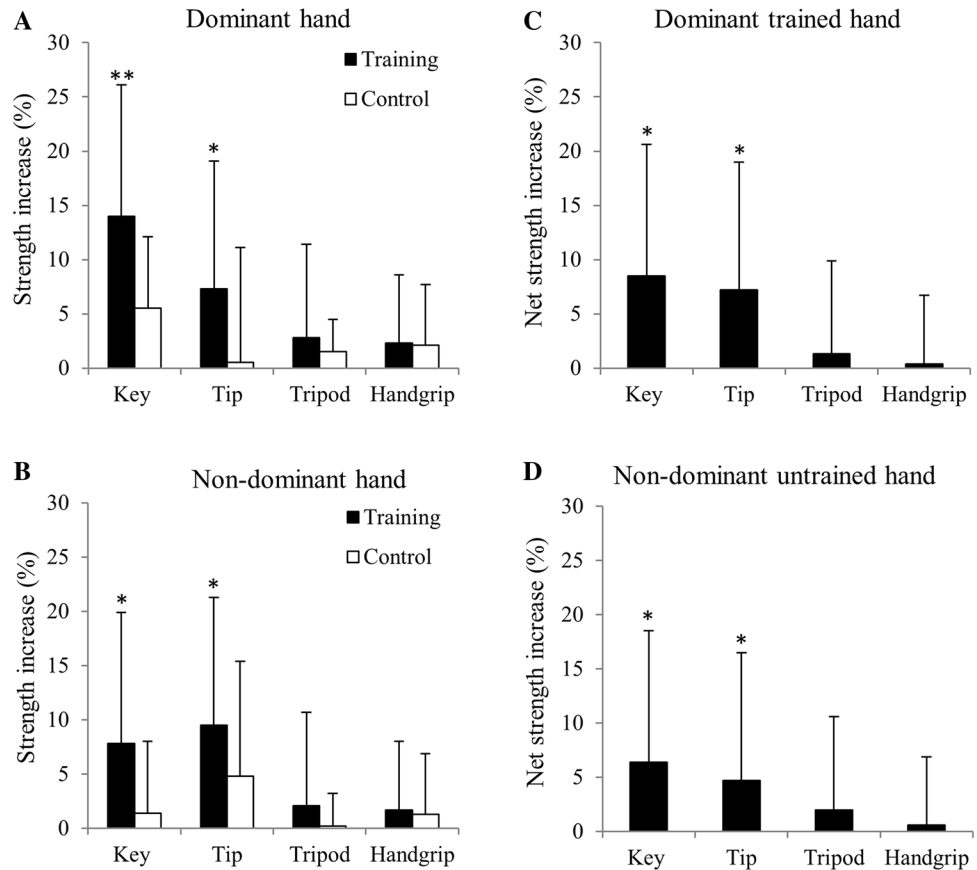 A
Dominant hand
Strength increase (%)
30
25
20
15
10
5
0
**
*
Training
Control
Key Tip Tripod Handgrip
C
Dominant trained hand
Net strength increase (%)
30
25
20
15
10
5
0
*
*
Key Tip Tripod Handgrip
B
Non-dominant hand
Strength increase (%)
30
25
20
15
10
5
0
*
*
Training
Control
Key Tip Tripod Handgrip
D
Non-dominant untrained hand
Net strength increase (%)
30
25
20
15
10
5
0
*
*
Key Tip Tripod Handgrip